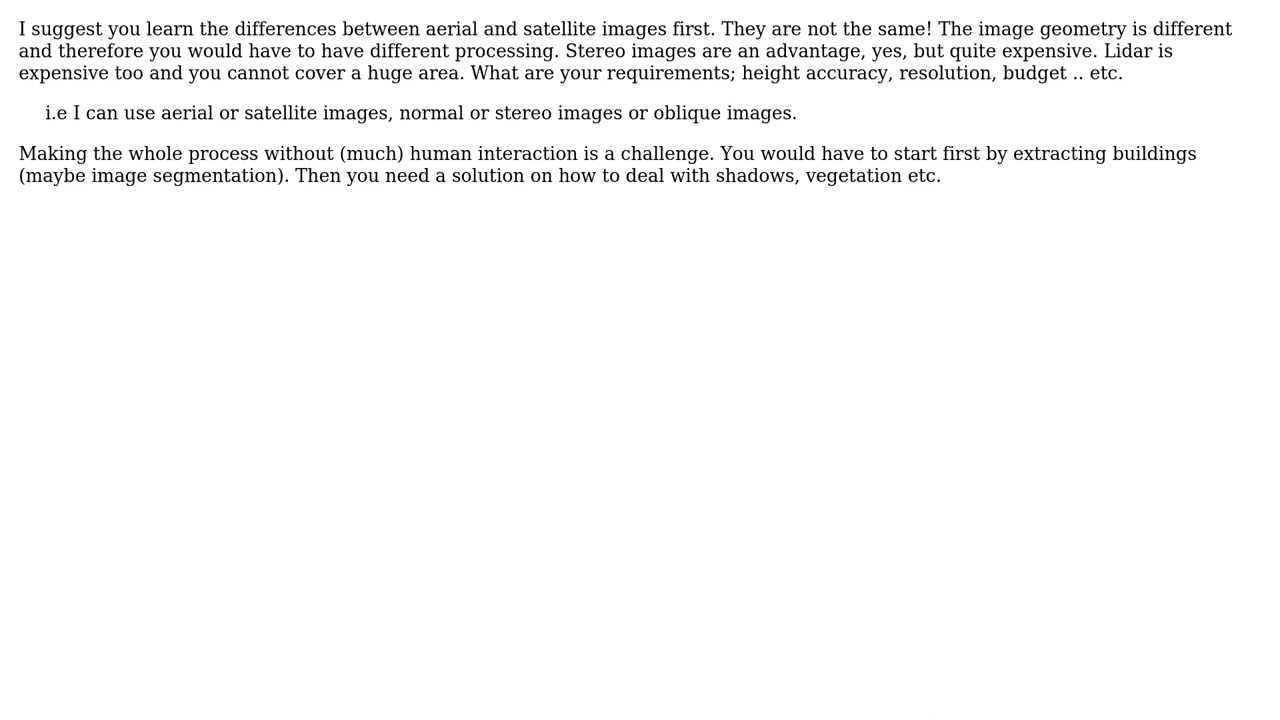 I suggest you learn the differences between aerial and satellite images first. They are not the same! The image geometry is different
and therefore you would have to have different processing. Stereo images are an advantage, yes, but quite expensive. Lidar is
expensive too and you cannot cover a huge area. What are your requirements; height accuracy, resolution, budget .. etc.
i.e I can use aerial or satellite images, normal or stereo images or oblique images.
Making the whole process without (much) human interaction is a challenge. You would have to start first by extracting buildings
(maybe image segmentation). Then you need a solution on how to deal with shadows, vegetation etc.